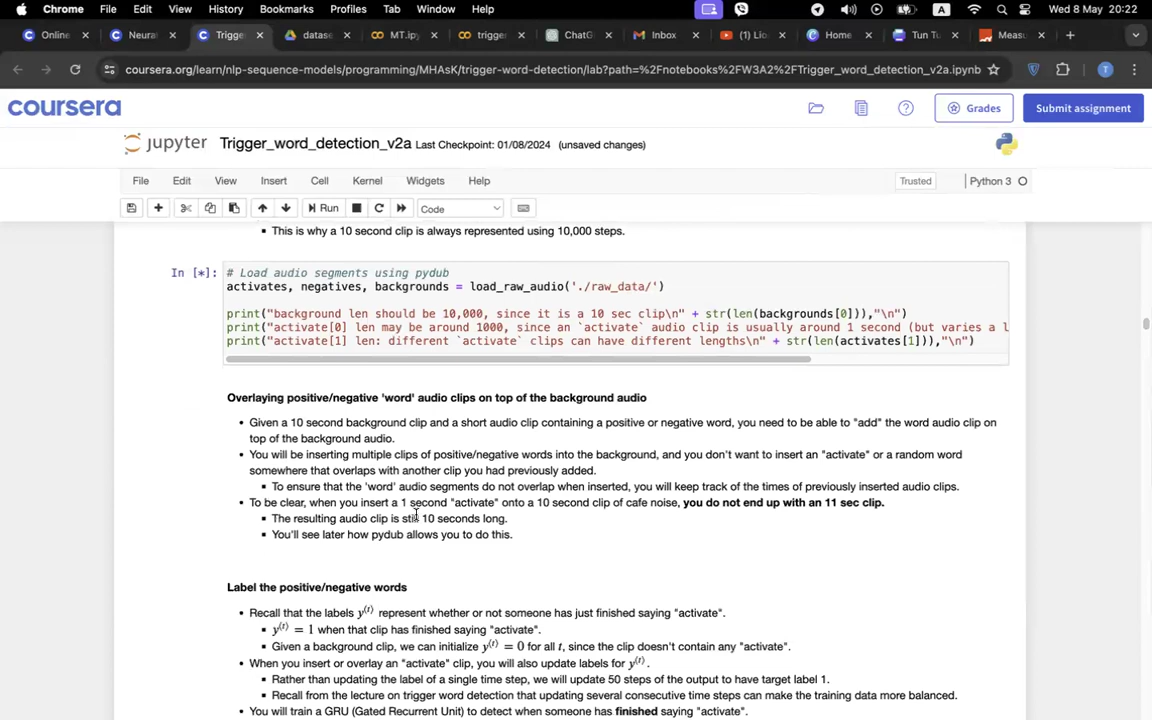 Chrome File Edit View History Bookmarks Profiles Tab Window Help A Wed 8 May 20:22
Online Neural Trigge datase MT.ipy trigger ChatG Inbox (1) Lio Home Tun Tu Measu
coursera.org/learn/nlp-sequence-models/programming/MHAsK/trigger-word-detection/lab?path=%2Fnotebooks%2FW3A2%2FTrigger_word_detection_v2a.ipynb T
coursera Grades Submit assignment
jupyter Trigger_word_detection_v2a Last Checkpoint: 01/08/2024 (unsaved changes)
File Edit View Insert Cell Kernel Widgets Help Trusted Python 3
Run Code
▪ This is why a 10 second clip is always represented using 10,000 steps.
In [*]: # Load audio segments using pydub
activates, negatives, backgrounds = load_raw_audio('./raw_data/')
print("background len should be 10,000, since it is a 10 sec clip\n" + str(len(backgrounds[0])),"\n")
print("activate[0] len may be around 1000, since an `activate` audio clip is usually around 1 second (but varies a l
print("activate[1] len: different `activate` clips can have different lengths\n" + str(len(activates[1])),"\n")
Overlaying positive/negative 'word' audio clips on top of the background audio
• Given a 10 second background clip and a short audio clip containing a positive or negative word, you need to be able to "add" the word audio clip on
top of the background audio.
• You will be inserting multiple clips of positive/negative words into the background, and you don't want to insert an "activate" or a random word
somewhere that overlaps with another clip you had previously added.
▪ To ensure that the 'word' audio segments do not overlap when inserted, you will keep track of the times of previously inserted audio clips.
• To be clear, when you insert a 1 second "activate" onto a 10 second clip of cafe noise, you do not end up with an 11 sec clip.
▪ The resulting audio clip is still 10 seconds long.
▪ You'll see later how pydub allows you to do this.
Label the positive/negative words
• Recall that the labels y⁽ᵗ⁾ represent whether or not someone has just finished saying "activate".
▪ y⁽ᵗ⁾ = 1 when that clip has finished saying "activate".
▪ Given a background clip, we can initialize y⁽ᵗ⁾ = 0 for all t, since the clip doesn't contain any "activate".
• When you insert or overlay an "activate" clip, you will also update labels for y⁽ᵗ⁾.
▪ Rather than updating the label of a single time step, we will update 50 steps of the output to have target label 1.
▪ Recall from the lecture on trigger word detection that updating several consecutive time steps can make the training data more balanced.
• You will train a GRU (Gated Recurrent Unit) to detect when someone has finished saying "activate".